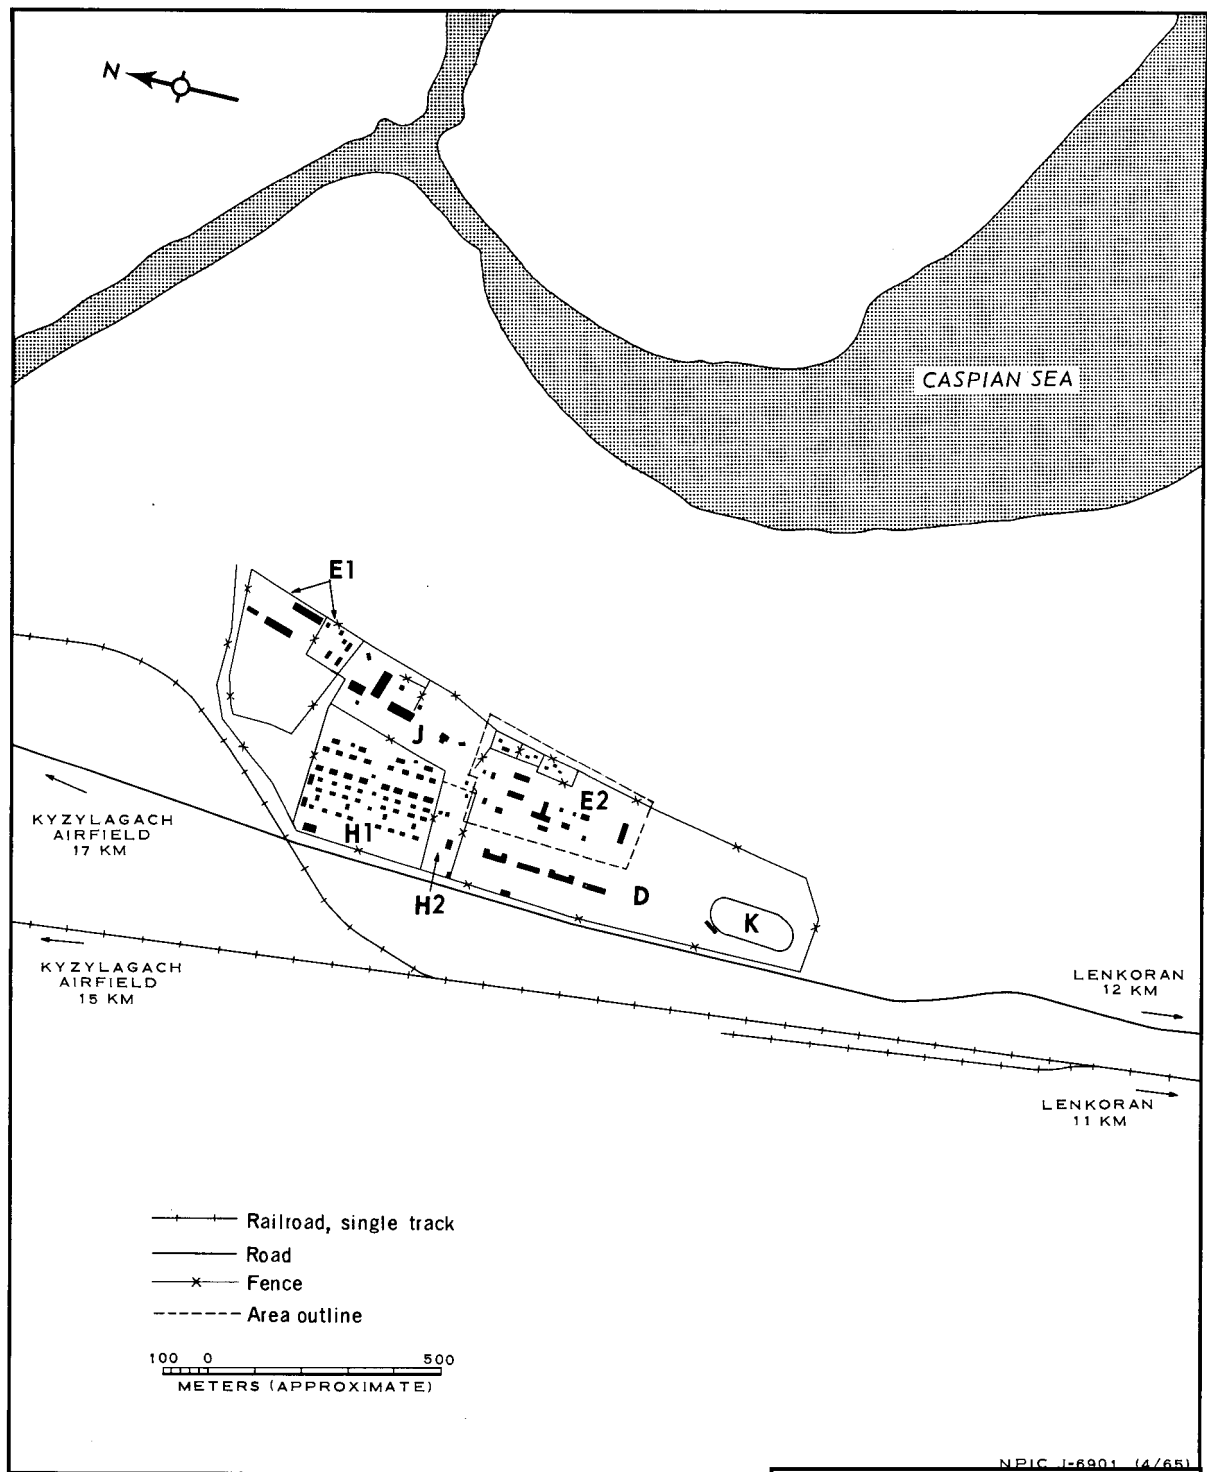 N
CASPIAN SEA
E1
J
E2
H1
H2
D
K
KYZYLAGACH
AIRFIELD
17 KM
KYZYLAGACH
AIRFIELD
15 KM
LENKORAN
12 KM
LENKORAN
11 KM
Railroad, single track
Road
Fence
Area outline
100 0 500
METERS (APPROXIMATE)
NPIC J-6901 (4/65)